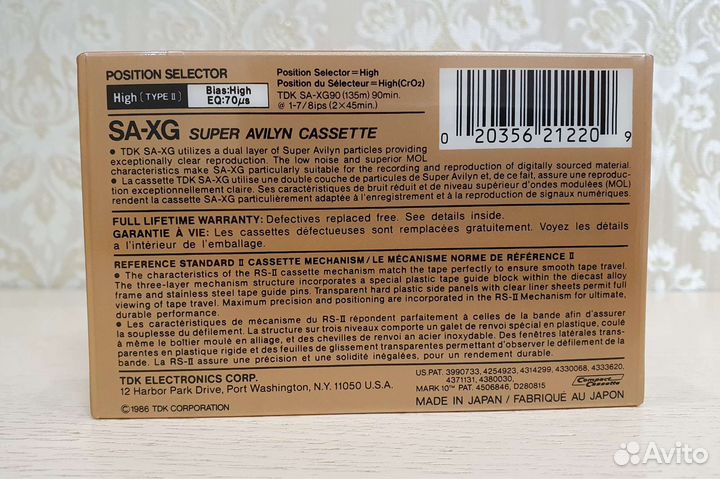 POSITION SELECTOR
High [TYPE II] Bias:High
EQ:70µs
Position Selector=High
Position du Sélecteur=High(CrO2)
TDK SA-XG90 (135m) 90min.
@ 1-7/8ips (2×45min.)
0 20356 21220 9
SA-XG SUPER AVILYN CASSETTE
● TDK SA-XG utilizes a dual layer of Super Avilyn particles providing
exceptionally clear reproduction. The low noise and superior MOL
characteristics make SA-XG particularly suitable for the recording and reproduction of digitally sourced material.
● La cassette TDK SA-XG utilise une double couche de particules de Super Avilyn et, de ce fait, assure une reproduc-
tion exceptionnellement claire. Ses caractéristiques de bruit réduit et de niveau supérieur d'ondes modulées (MOL)
rendent SA-XG particulièrement adaptée à l'enregistrement et à la reproduction de signaux numériques.
FULL LIFETIME WARRANTY: Defectives replaced free. See details inside.
GARANTIE À VIE: Les cassettes défectueuses sont remplacées gratuitement. Voyez les détails
a l'intérieur de l'emballage.
REFERENCE STANDARD II CASSETTE MECHANISM/LE MÉCANISME NORME DE RÉFÉRENCE II
● The characteristics of the RS-II cassette mechanism match the tape perfectly to ensure smooth tape travel.
The three-layer mechanism structure incorporates a special plastic tape guide block within the diecast alloy
frame and stainless steel tape guide pins. Transparent hard plastic side panels with clear liner sheets permit full
viewing of tape travel. Maximum precision and positioning are incorporated in the RS-II Mechanism for ultimate,
durable performance.
● Les caractéristiques de mécanisme du RS-II répondent parfaitement à celles de la bande afin d'assurer
la souplesse du défilement. La structure sur trois niveaux comporte un galet de renvoi spécial en plastique, coulé
à même le boîtier moulé en alliage, et des chevilles de renvoi an acier inoxydable. Des fenêtres latérales trans-
parentes en plastique rigide et des feuilles de glissement transparentes permettent d'observer le défilement de la
bande. La RS-II assure une précision et une solidité inégalées, pour un rendement durable.
TDK ELECTRONICS CORP.
12 Harbor Park Drive, Port Washington, N.Y. 11050 U.S.A.
©1986 TDK CORPORATION
US PAT. 3990733, 4254923, 4314299, 4330068, 4333620,
4371131, 4380030,
MARK 10™ PAT. 4506846, D280815
Compact Cassette
MADE IN JAPAN / FABRIQUÉ AU JAPON
Avito